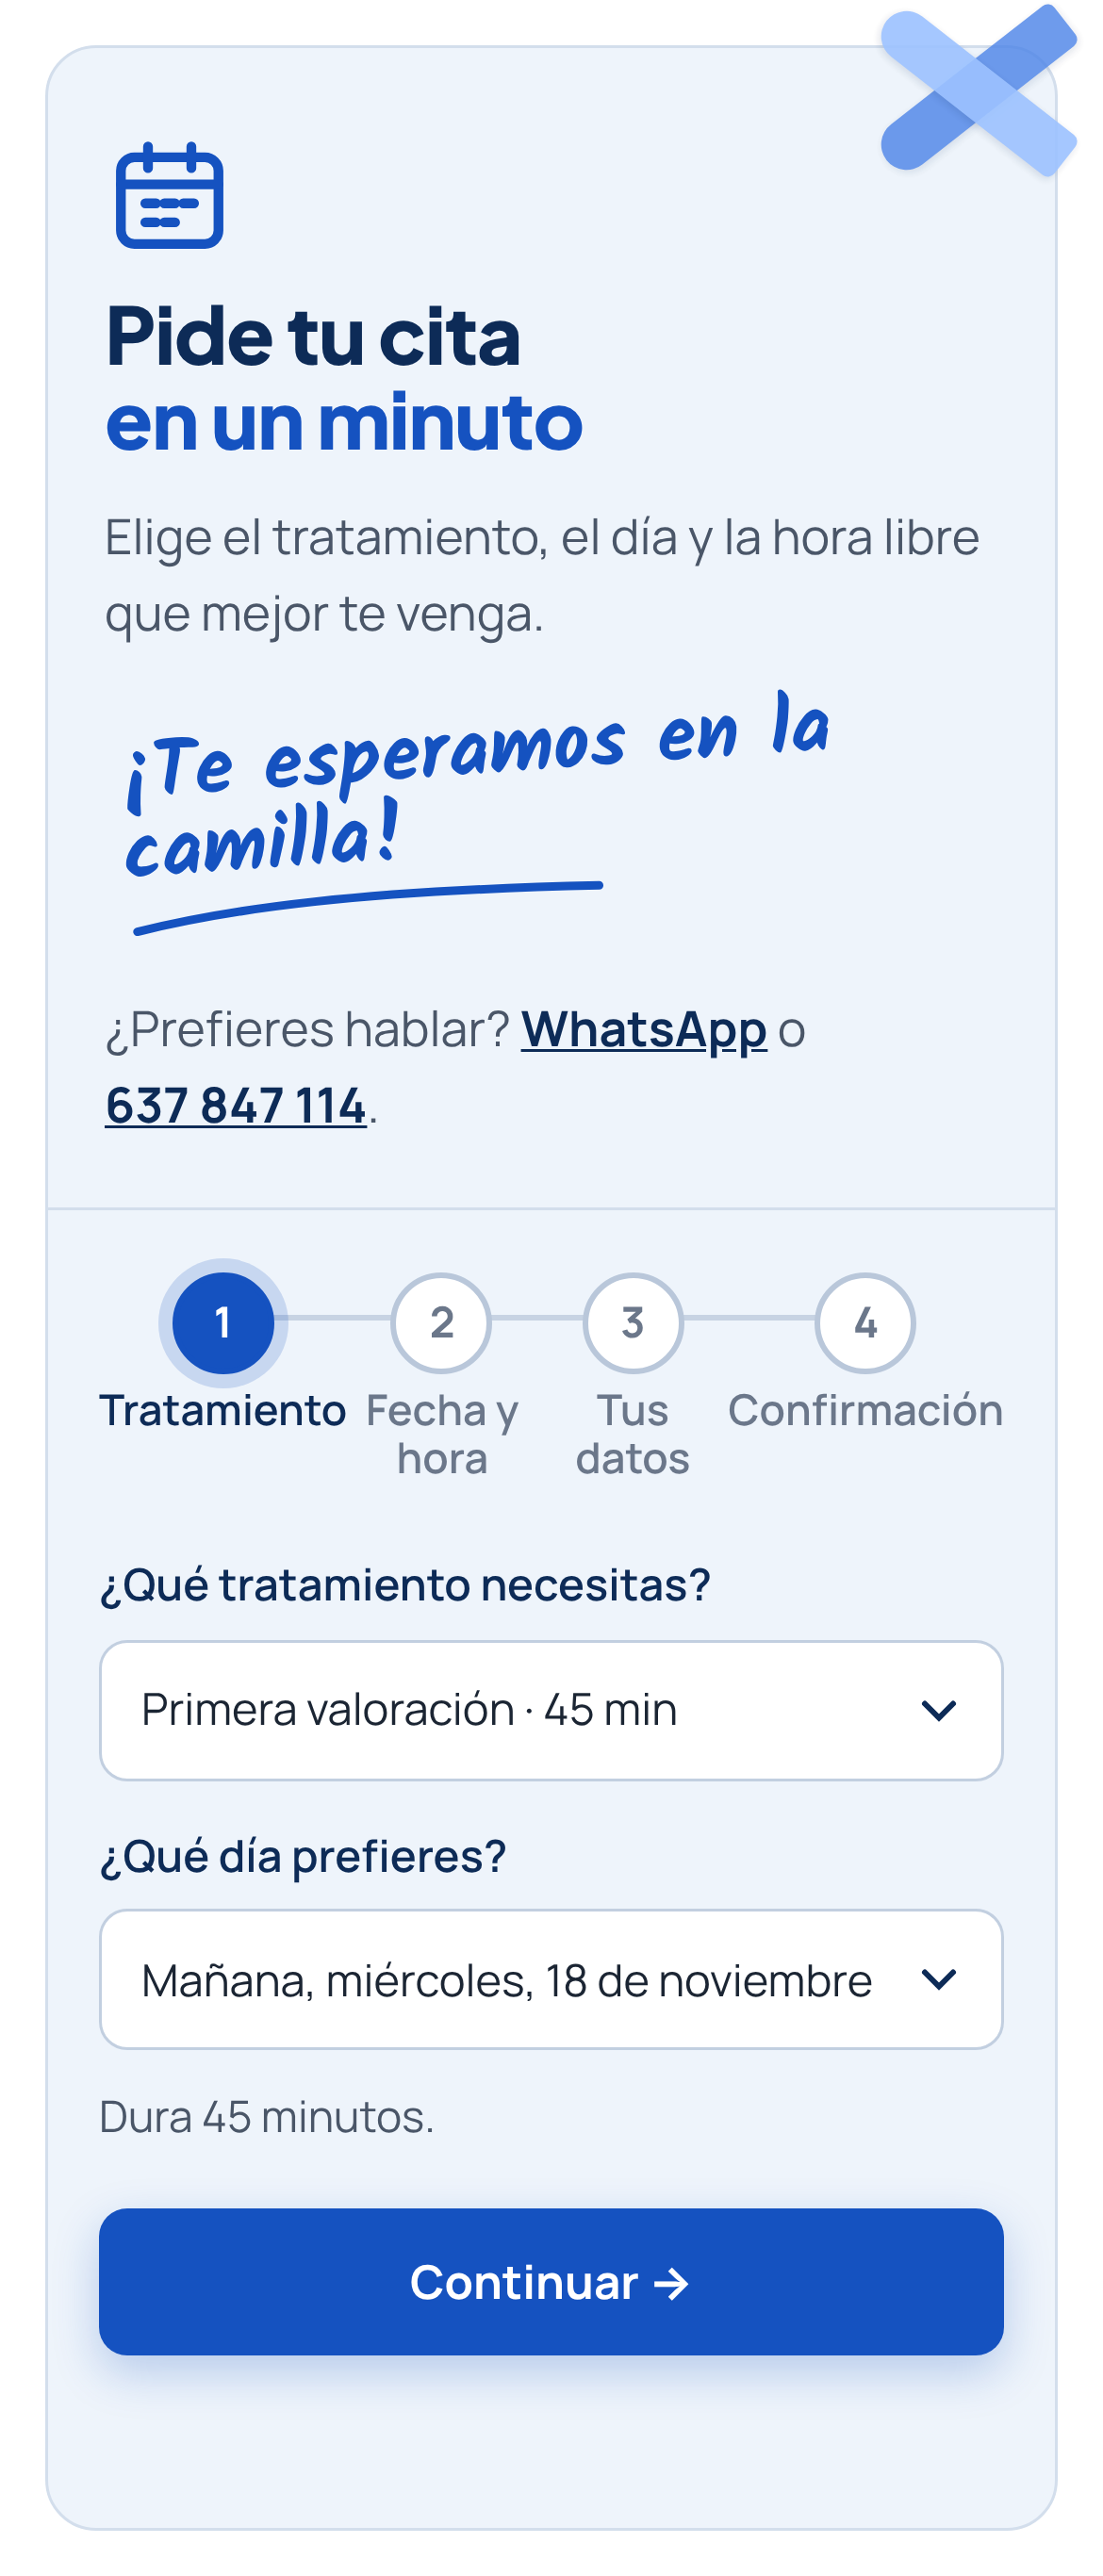 Pide tu cita
en un minuto
Elige el tratamiento, el día y la hora libre
que mejor te venga.
¡Te esperamos en la
camilla!
¿Prefieres hablar? WhatsApp o
637 847 114.
1 2 3 4
Tratamiento Fecha y Tus Confirmación
hora datos
¿Qué tratamiento necesitas?
Primera valoración · 45 min
¿Qué día prefieres?
Mañana, miércoles, 18 de noviembre
Dura 45 minutos.
Continuar →